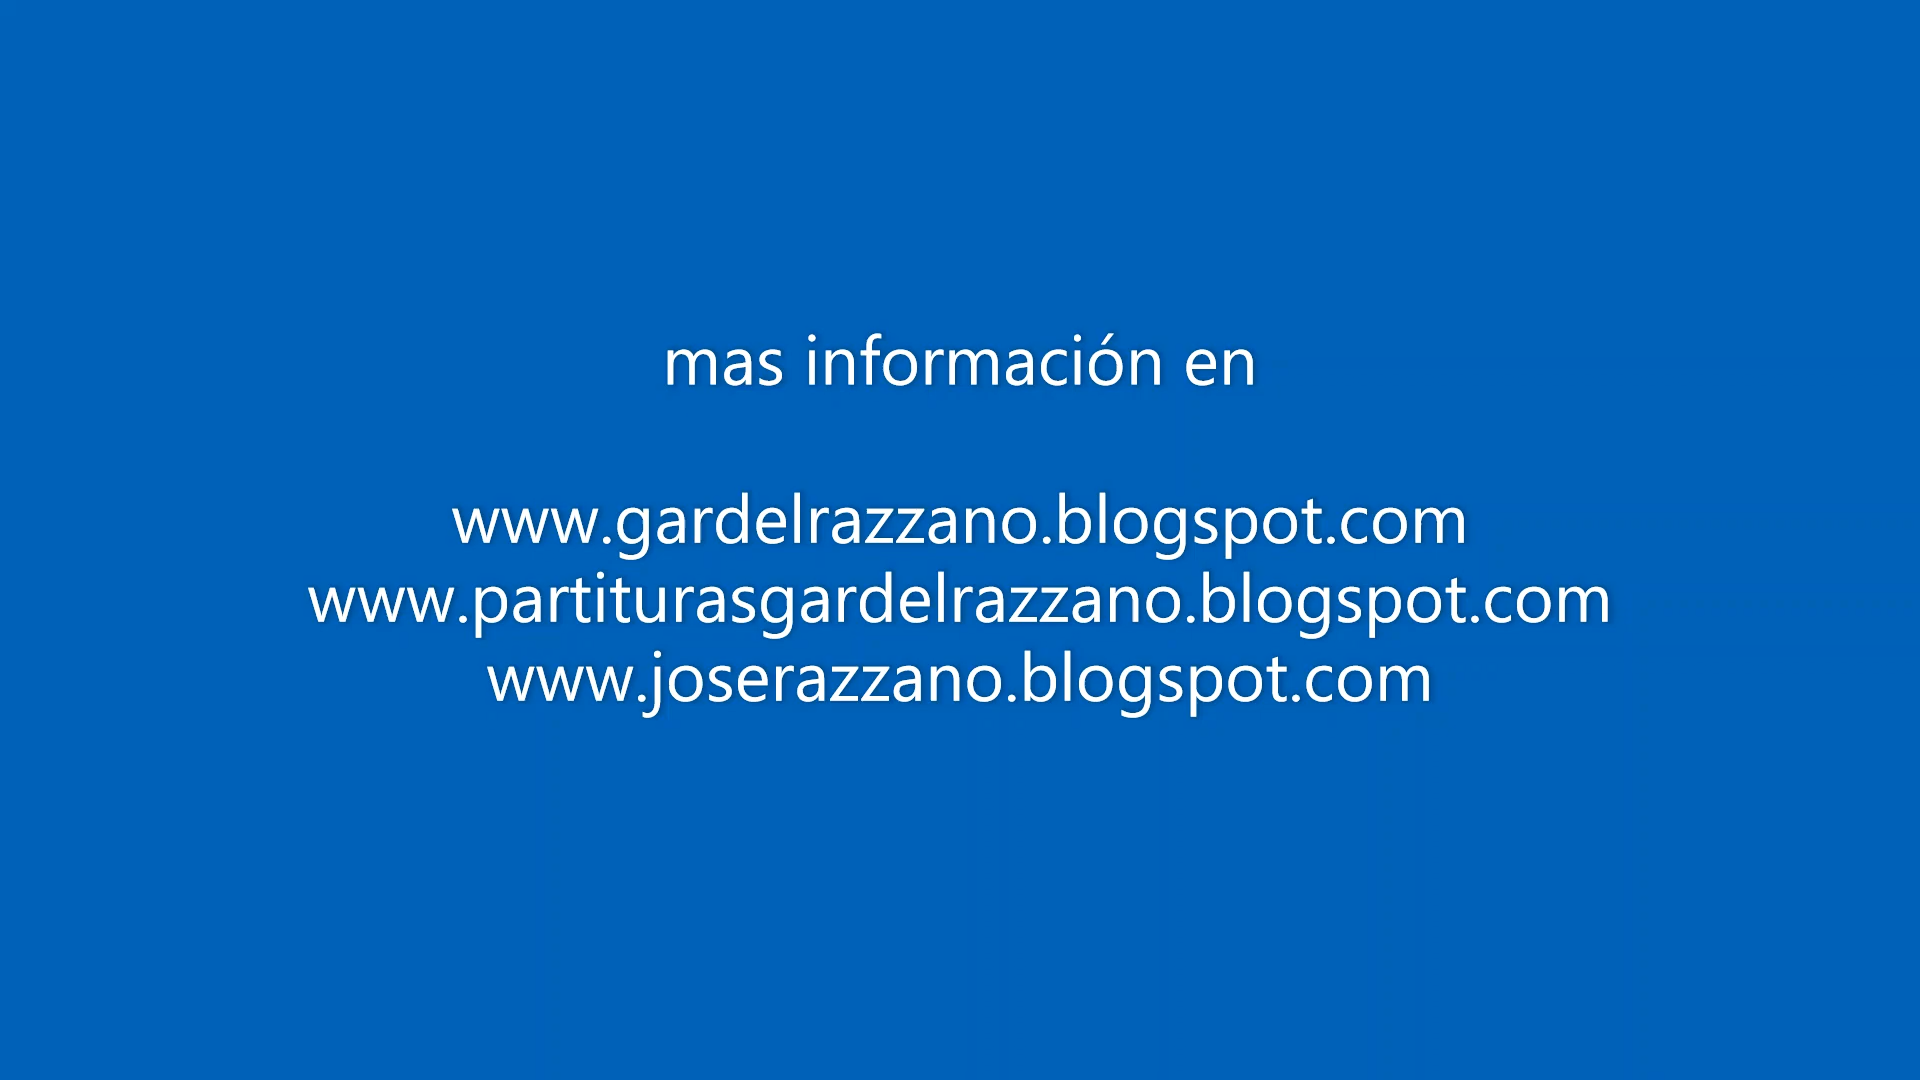 mas información en
www.gardelrazzano.blogspot.com
www.partiturasgardelrazzano.blogspot.com
www.joserazzano.blogspot.com